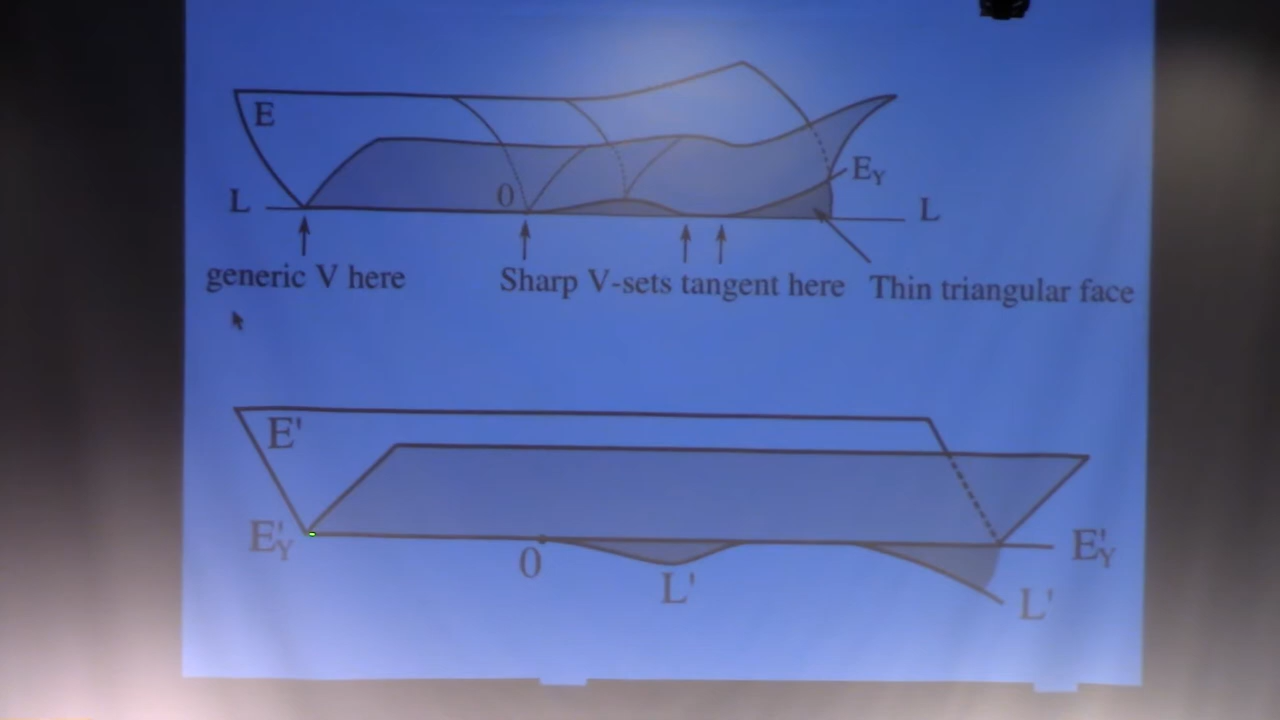 E
L
0
E_Y
L
generic V here
Sharp V-sets tangent here
Thin triangular face
E'
E'_Y
0
L'
E'_Y
L'